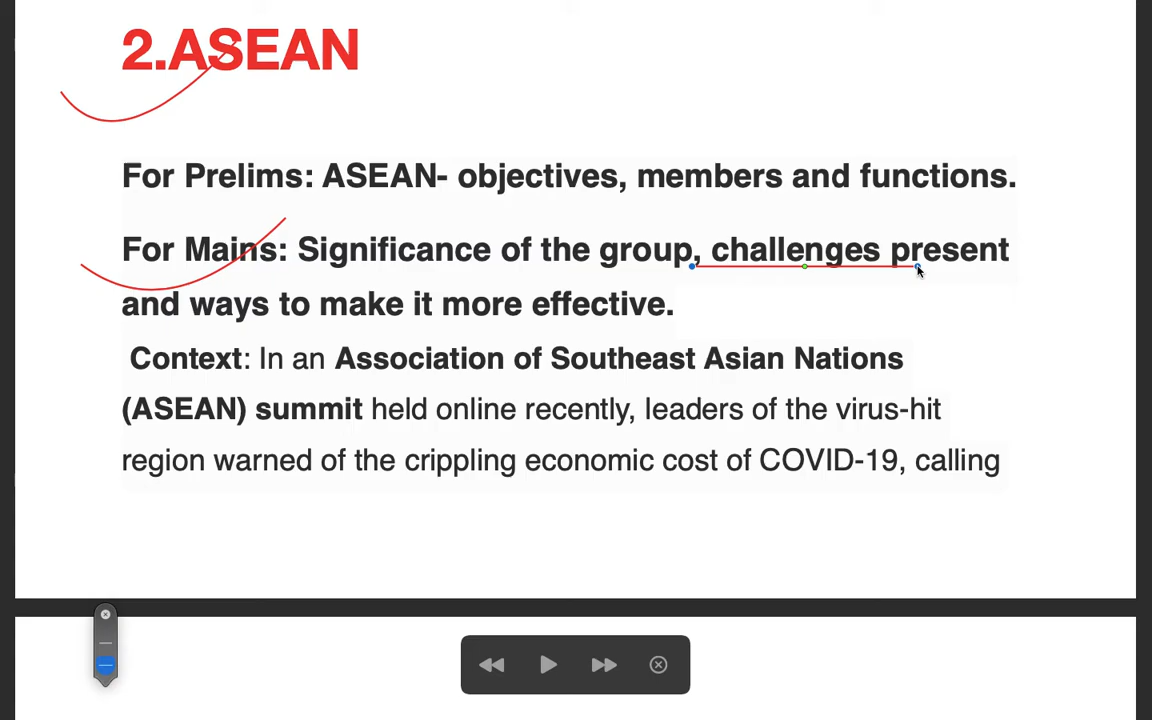 2.ASEAN
For Prelims: ASEAN- objectives, members and functions.
For Mains: Significance of the group, challenges present
and ways to make it more effective.
Context: In an Association of Southeast Asian Nations
(ASEAN) summit held online recently, leaders of the virus-hit
region warned of the crippling economic cost of COVID-19, calling